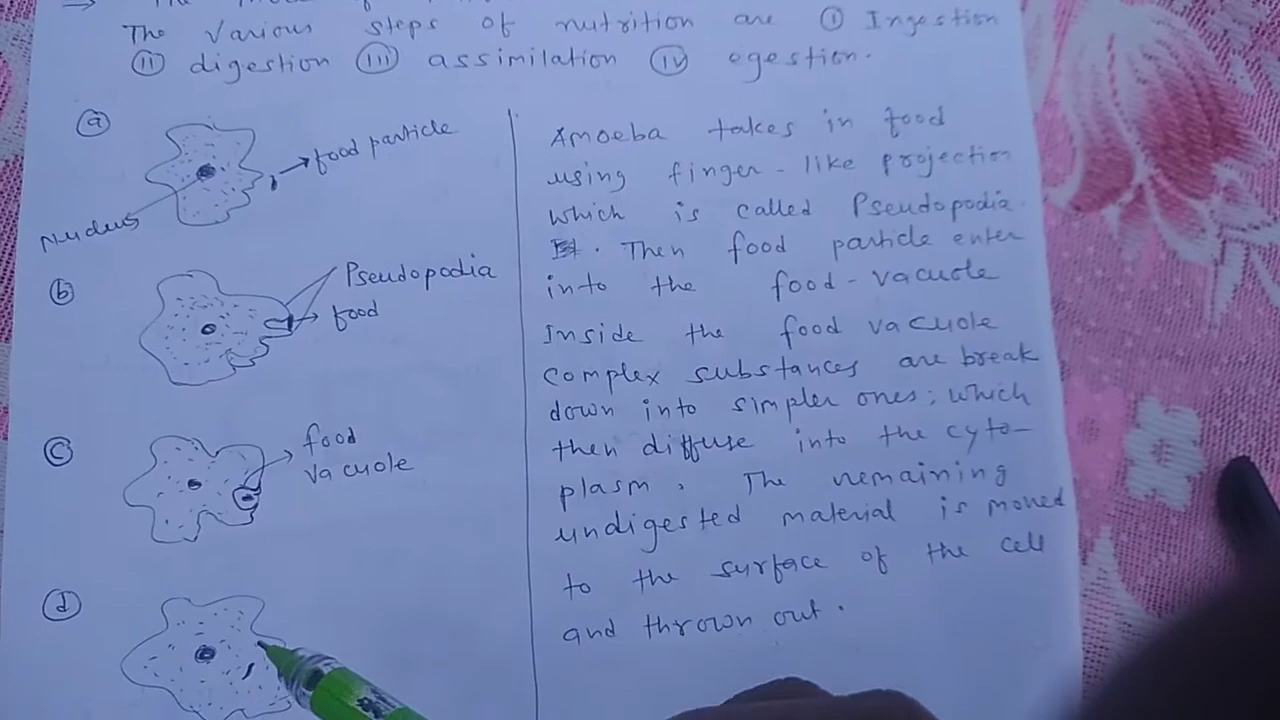 The various steps of nutrition are (i) Ingestion
(ii) digestion (iii) assimilation (iv) egestion.
(a)
food particle
Nucleus
(b)
Pseudopodia
food
(c)
food
vacuole
(d)
Amoeba takes in food
using finger-like projection
which is called Pseudopodia.
. Then food particle enter
into the food-vacuole
Inside the food vacuole
complex substances are break
down into simpler ones; which
then diffuse into the cyto-
plasm. The remaining
undigested material is moved
to the surface of the cell
and thrown out.